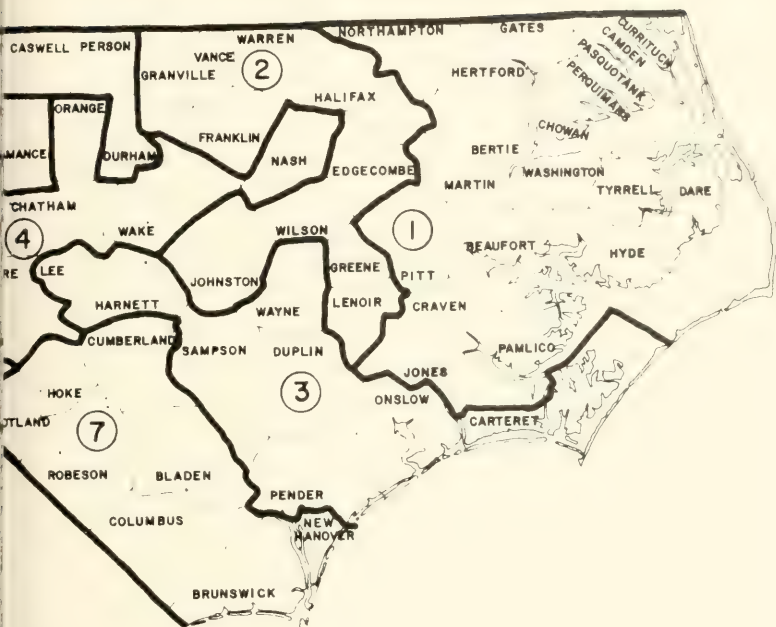 CASWELL PERSON
WARREN
NORTHAMPTON
GATES
CURRITUCK
CAMDEN
PASQUOTANK
PERQUIMANS
VANCE
GRANVILLE
2
HERTFORD
ORANGE
HALIFAX
CHOWAN
MANCE
DURHAM
FRANKLIN
NASH
EDGECOMBE
BERTIE
WASHINGTON
MARTIN
TYRRELL
DARE
CHATHAM
WAKE
WILSON
1
4
BEAUFORT
HYDE
RE
LEE
JOHNSTON
GREENE
PITT
HARNETT
WAYNE
LENOIR
CRAVEN
CUMBERLAND
SAMPSON
DUPLIN
PAMLICO
JONES
HOKE
3
ONSLOW
TLAND
7
CARTERET
ROBESON
BLADEN
PENDER
COLUMBUS
NEW
HANOVER
BRUNSWICK